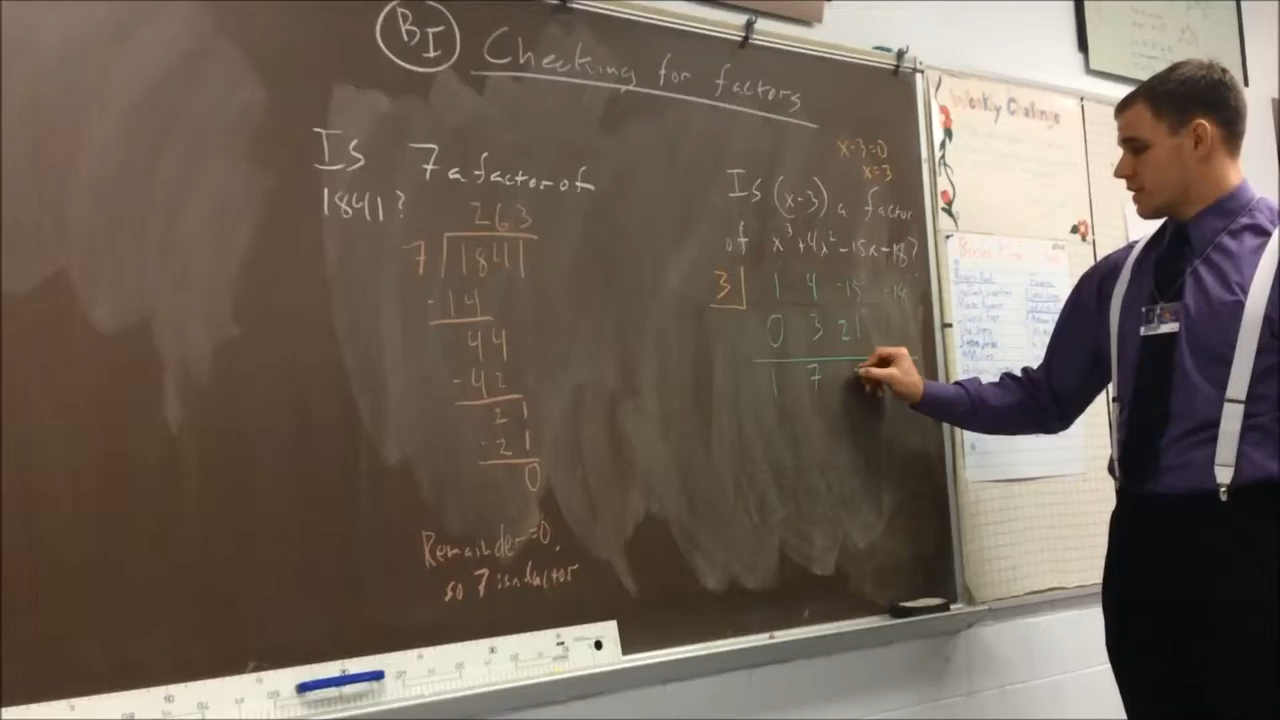 BI Checking for factors
Is 7 a factor of
1841?
263
7 1841
-14
44
-42
21
-21
0
Remainder=0,
so 7 is a factor
x-3=0
x=3
Is (x-3) a factor
of x³+4x²-15x-18?
3 1 4 -15 -18
0 3 21
1 7
Weekly Challenge